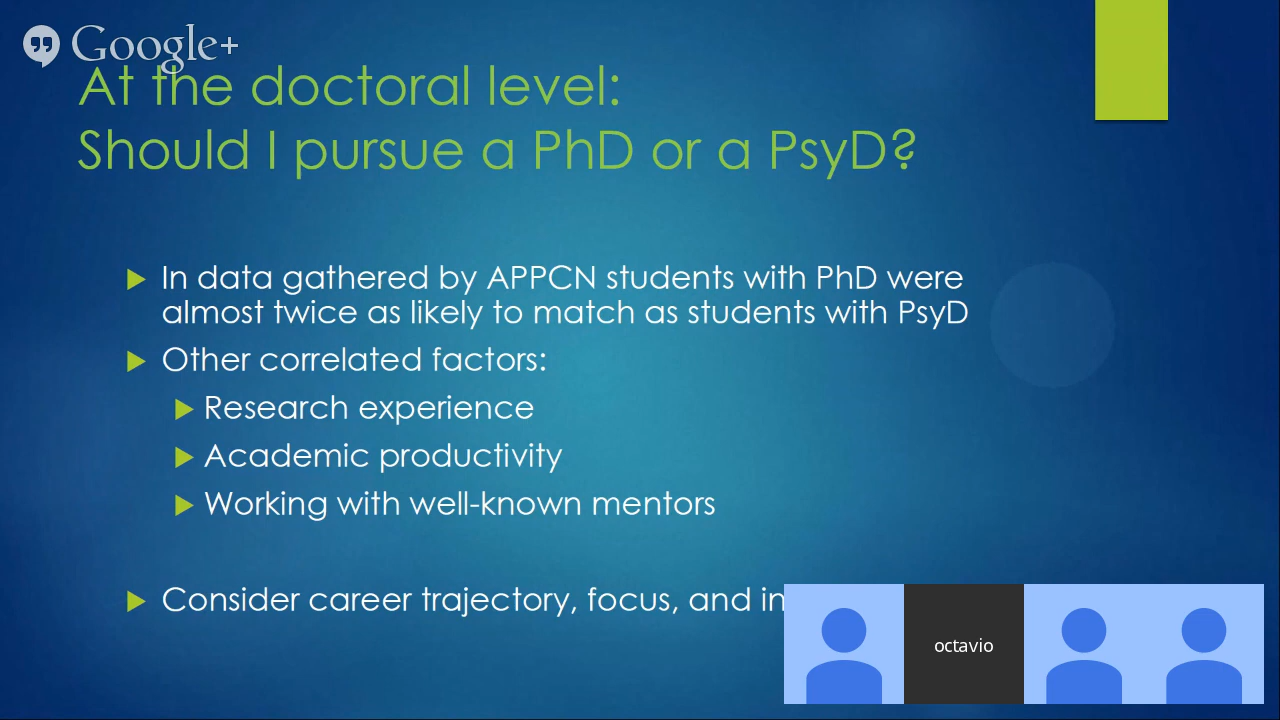 Google+
At the doctoral level:
Should I pursue a PhD or a PsyD?
In data gathered by APPCN students with PhD were
almost twice as likely to match as students with PsyD
Other correlated factors:
Research experience
Academic productivity
Working with well-known mentors
Consider career trajectory, focus, and
octavio